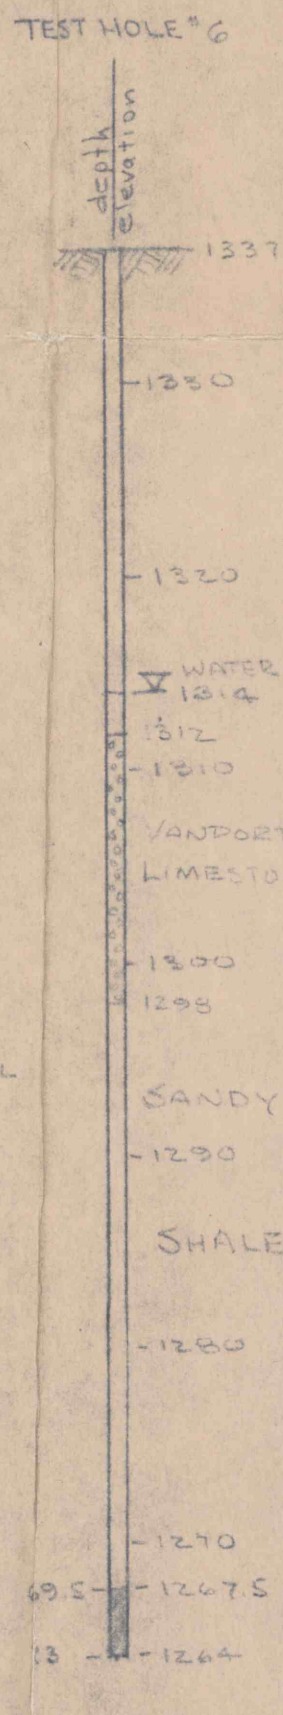 TEST HOLE #6
depth
elevation
1337
1330
1320
WATER
1314
1312
1310
VANPORT
LIMESTO
1300
1298
L
SANDY
1290
SHALE
1280
1270
69.5 1267.5
1264